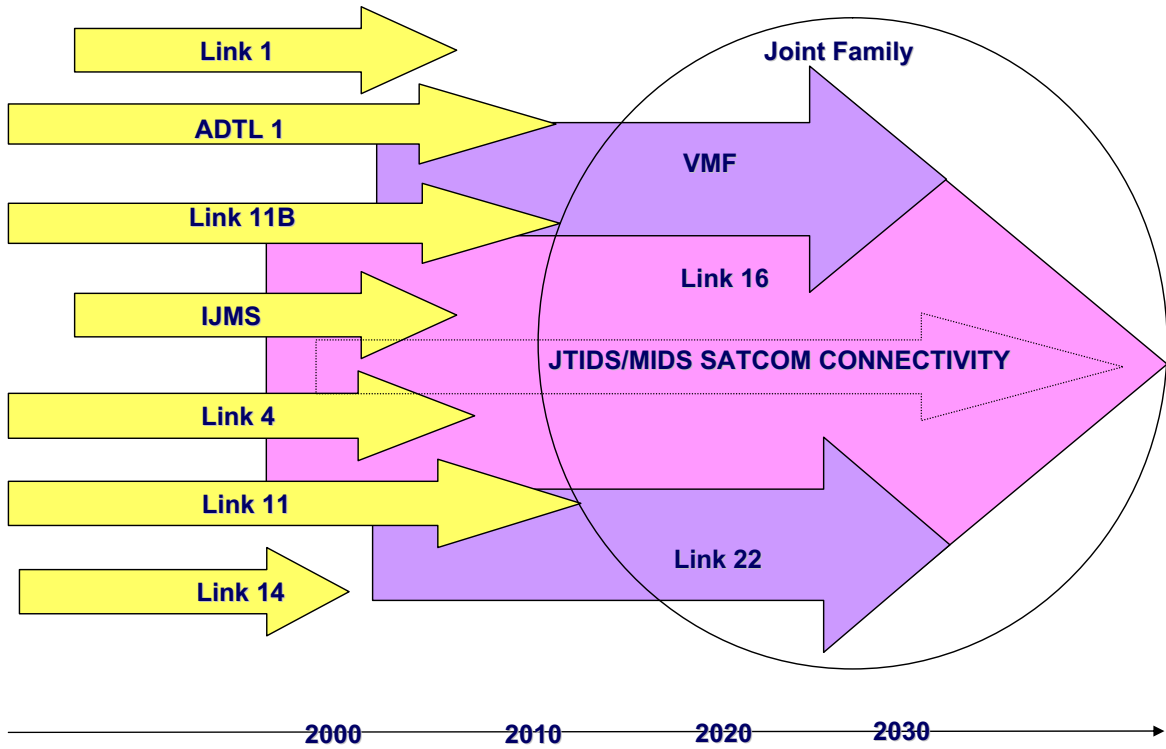 Link 1
Joint Family
ADTL 1
VMF
Link 11B
Link 16
IJMS
JTIDS/MIDS SATCOM CONNECTIVITY
Link 4
Link 11
Link 22
Link 14
2000 2010 2020 2030